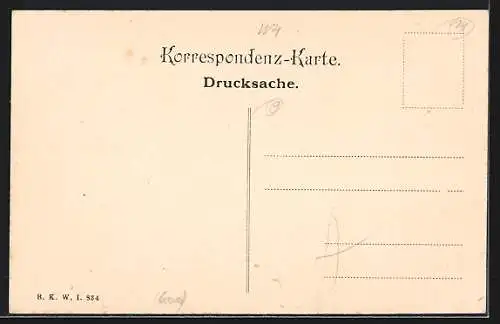 Korrespondenz-Karte.
Drucksache.
B. K. W. I. 834